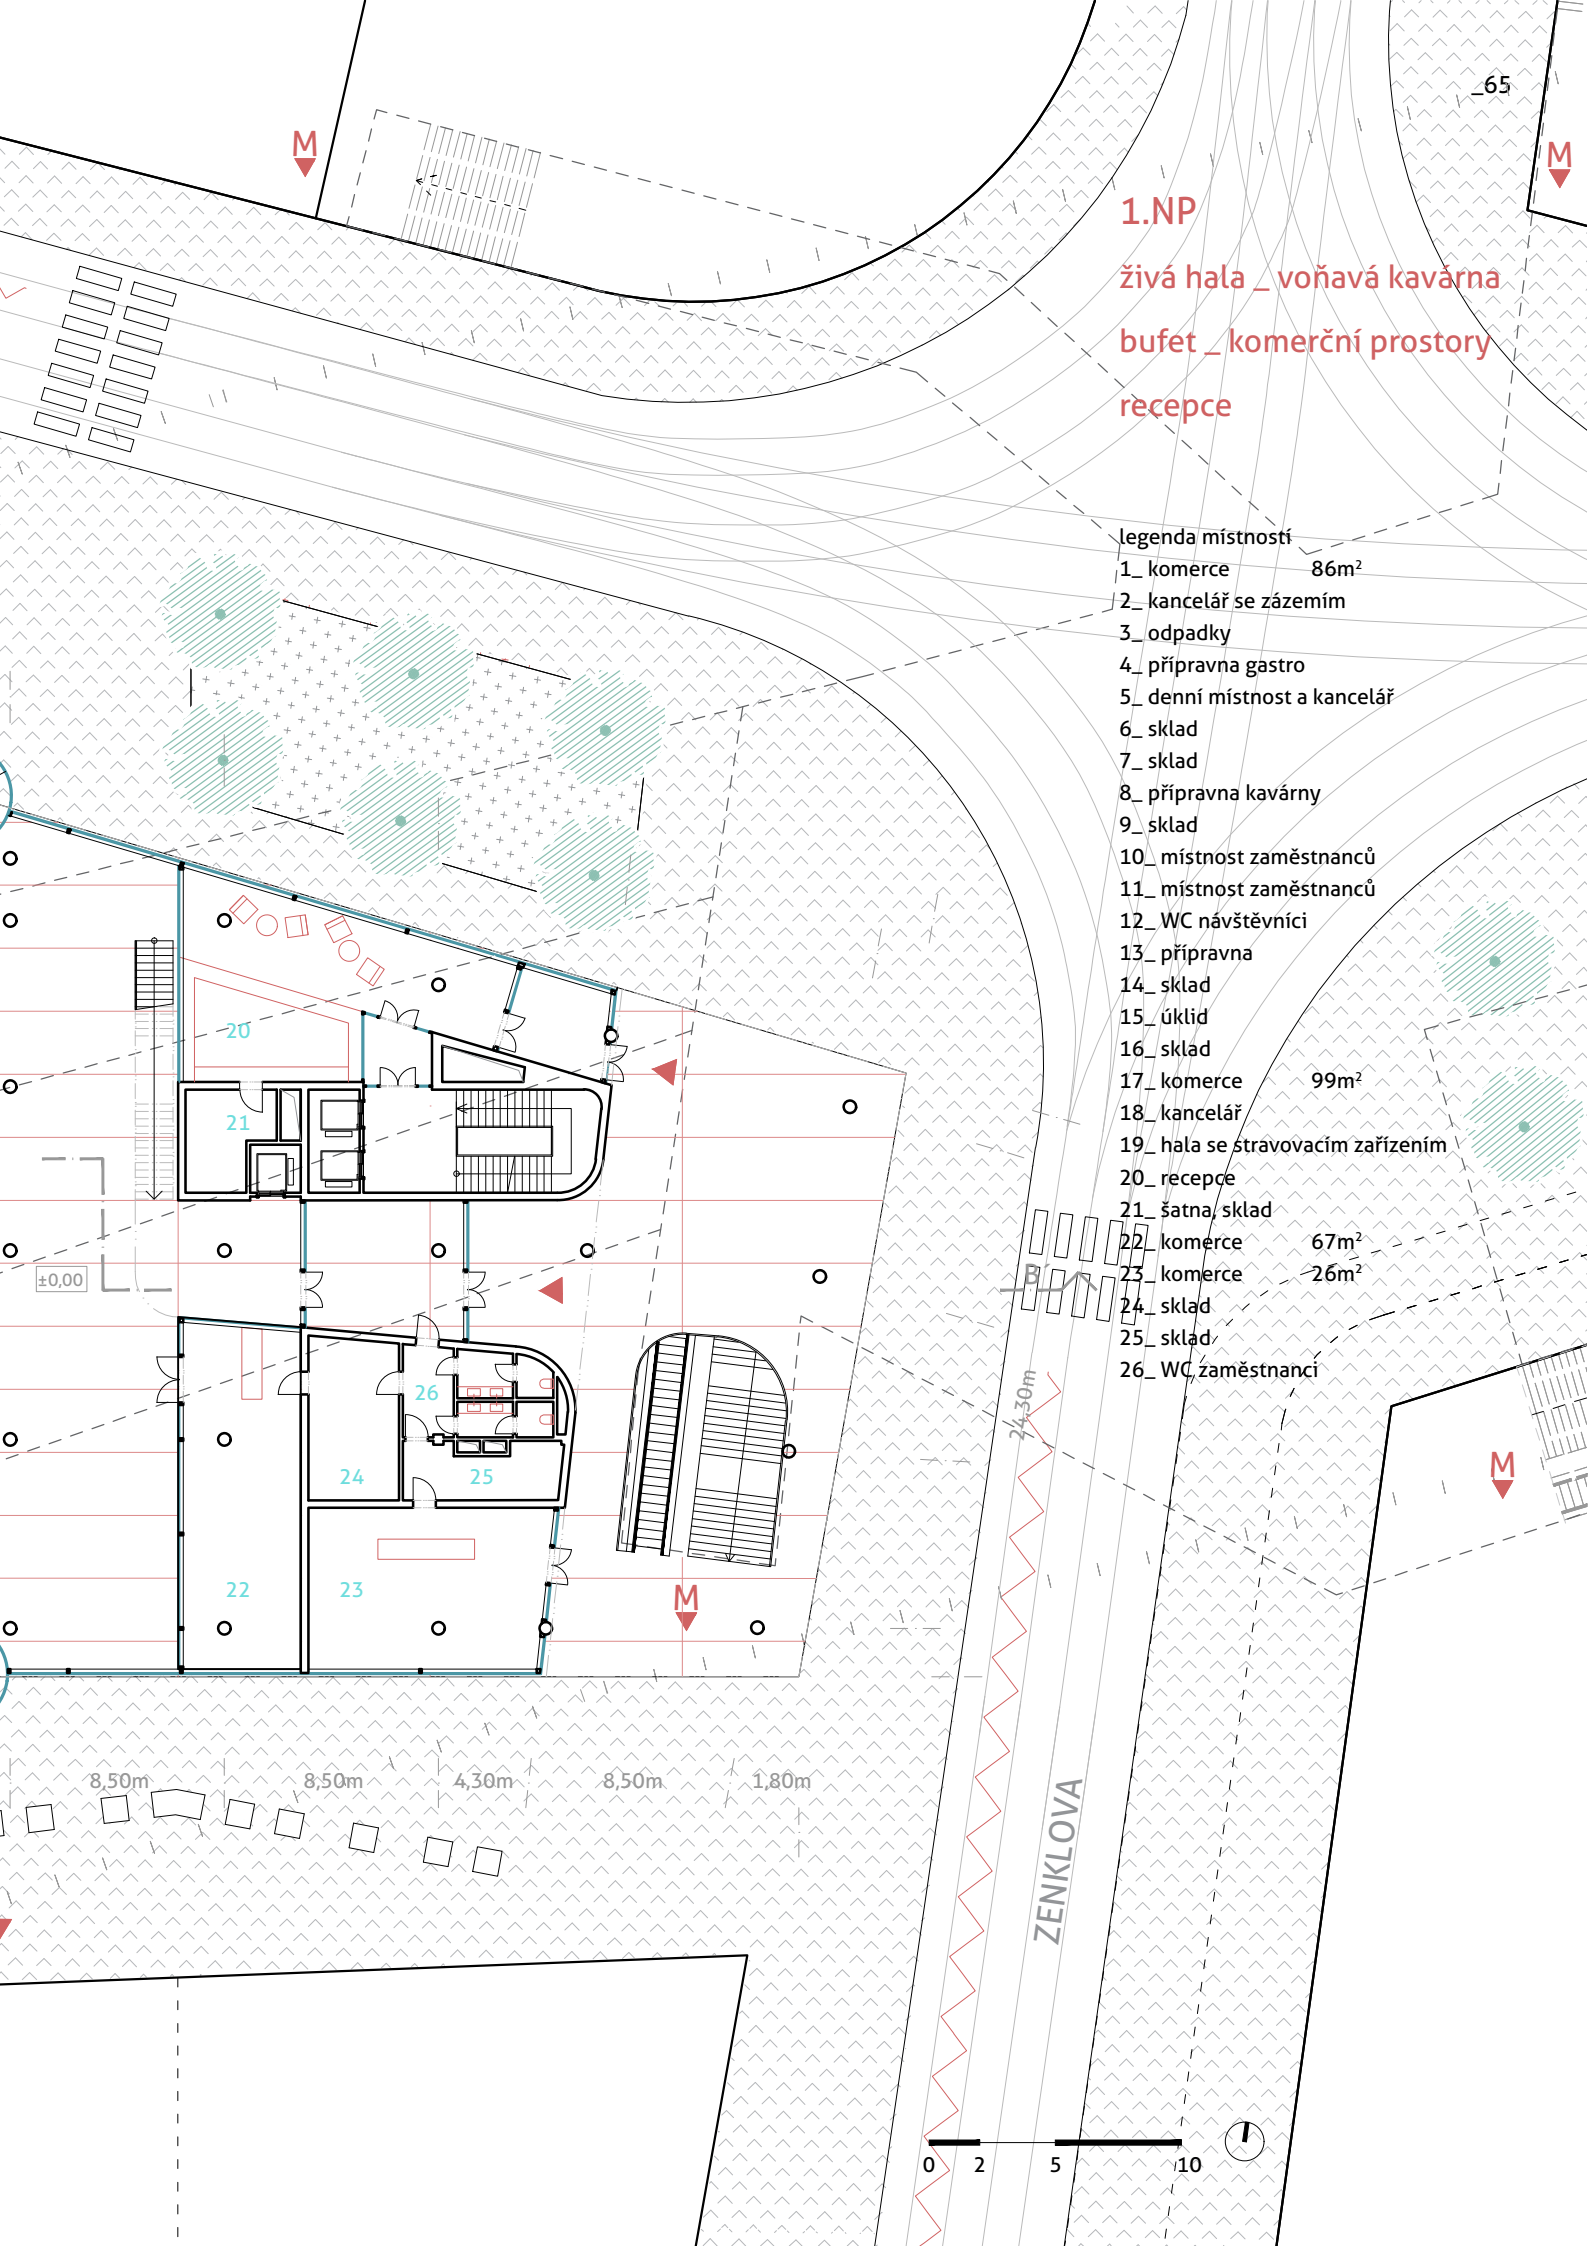 _65
M
M
1.NP
živá hala _ voňavá kavárna
bufet _ komerční prostory
recepce
legenda místností
1_ komerce 86m²
2_ kancelář se zázemím
3_ odpadky
4_ přípravna gastro
5_ denní místnost a kancelář
6_ sklad
7_ sklad
8_ přípravna kavárny
9_ sklad
10_ místnost zaměstnanců
11_ místnost zaměstnanců
12_ WC návštěvníci
13_ přípravna
14_ sklad
15_ úklid
16_ sklad
17_ komerce 99m²
18_ kancelář
19_ hala se stravovacím zařízením
20_ recepce
21_ šatna, sklad
22_ komerce 67m²
23_ komerce 26m²
24_ sklad
25_ sklad
26_ WC zaměstnanci
20
21
±0,00
B
26
24
25
22
23
24,30m
M
M
8,50m
8,50m
4,30m
8,50m
1,80m
ZENKLOVA
0 2 5 10